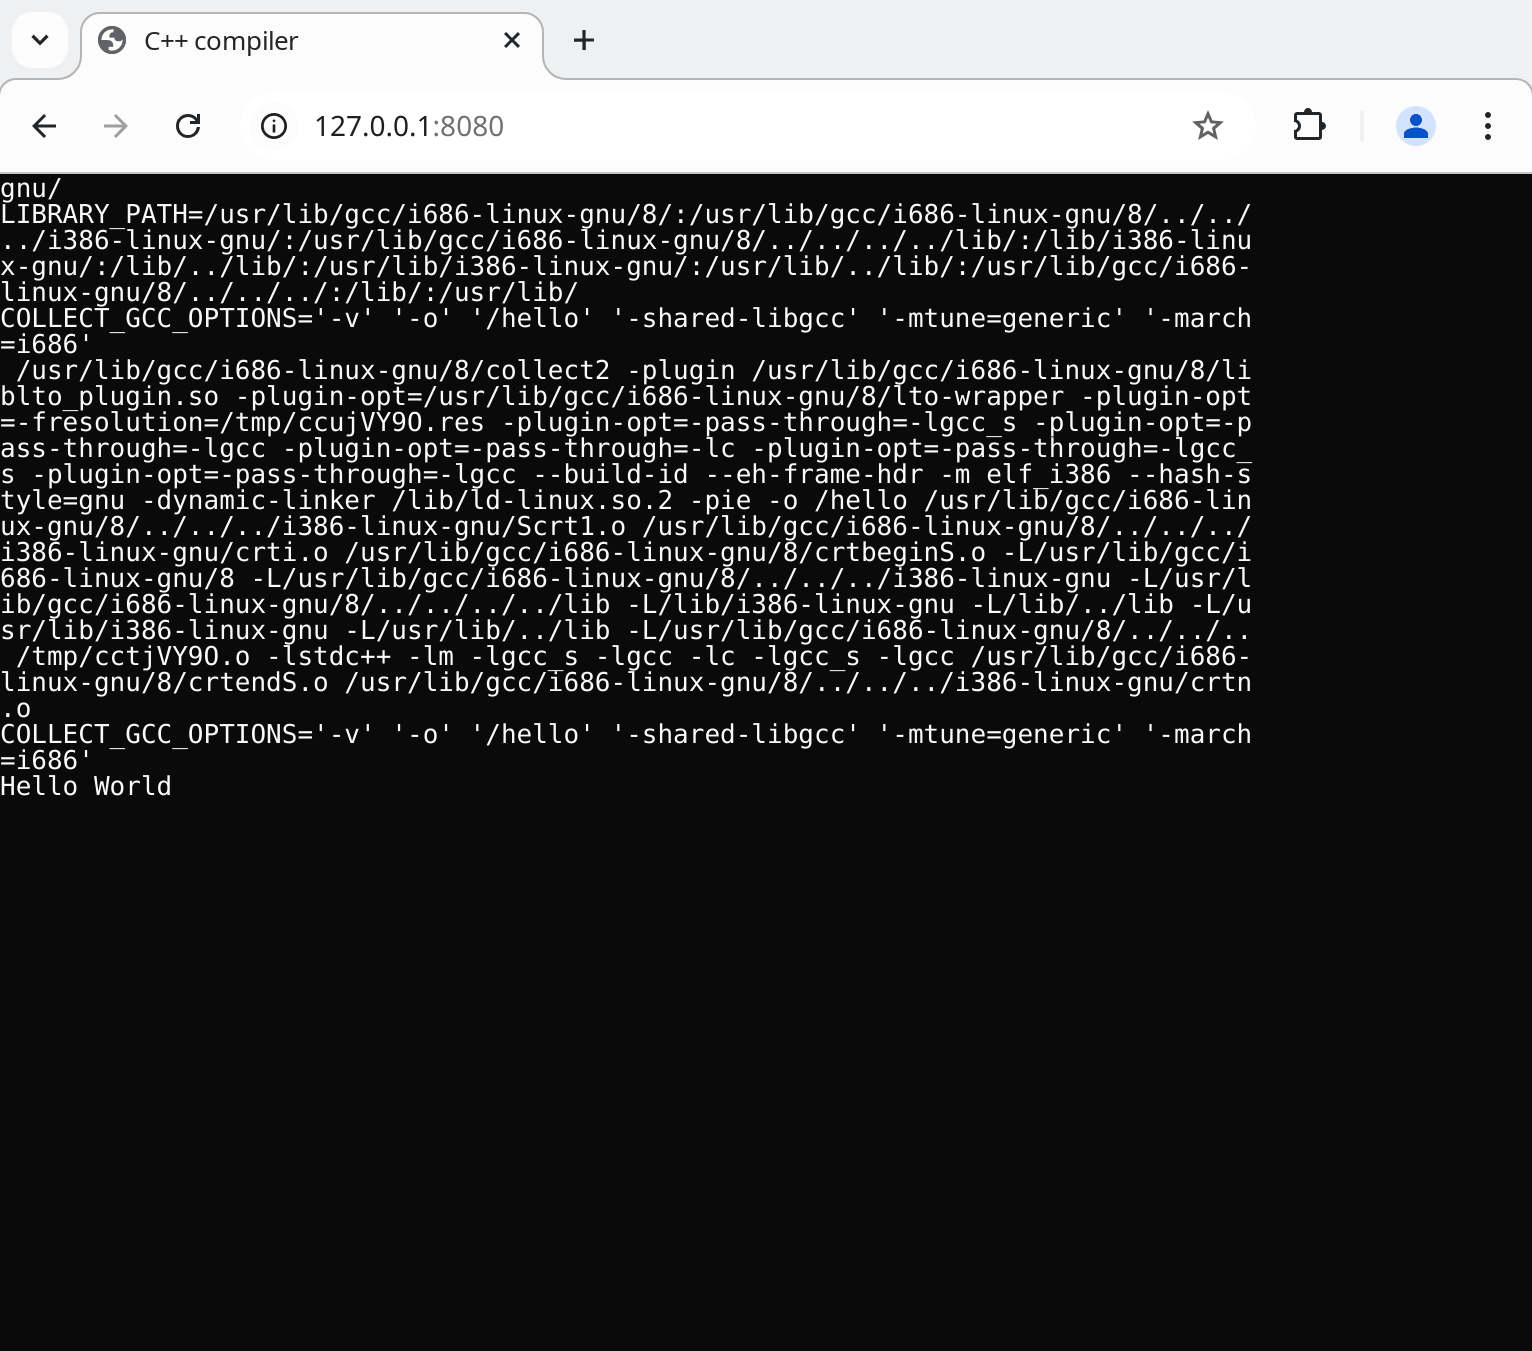 C++ compiler
127.0.0.1:8080
gnu/
LIBRARY_PATH=/usr/lib/gcc/i686-linux-gnu/8/:/usr/lib/gcc/i686-linux-gnu/8/../../
../i386-linux-gnu/:/usr/lib/gcc/i686-linux-gnu/8/../../../../lib/:/lib/i386-linu
x-gnu/:/lib/../lib/:/usr/lib/i386-linux-gnu/:/usr/lib/../lib/:/usr/lib/gcc/i686-
linux-gnu/8/../../../:/lib/:/usr/lib/
COLLECT_GCC_OPTIONS='-v' '-o' '/hello' '-shared-libgcc' '-mtune=generic' '-march
=i686'
 /usr/lib/gcc/i686-linux-gnu/8/collect2 -plugin /usr/lib/gcc/i686-linux-gnu/8/li
blto_plugin.so -plugin-opt=/usr/lib/gcc/i686-linux-gnu/8/lto-wrapper -plugin-opt
=-fresolution=/tmp/ccujVY9O.res -plugin-opt=-pass-through=-lgcc_s -plugin-opt=-p
ass-through=-lgcc -plugin-opt=-pass-through=-lc -plugin-opt=-pass-through=-lgcc_
s -plugin-opt=-pass-through=-lgcc --build-id --eh-frame-hdr -m elf_i386 --hash-s
tyle=gnu -dynamic-linker /lib/ld-linux.so.2 -pie -o /hello /usr/lib/gcc/i686-lin
ux-gnu/8/../../../i386-linux-gnu/Scrt1.o /usr/lib/gcc/i686-linux-gnu/8/../../../
i386-linux-gnu/crti.o /usr/lib/gcc/i686-linux-gnu/8/crtbeginS.o -L/usr/lib/gcc/i
686-linux-gnu/8 -L/usr/lib/gcc/i686-linux-gnu/8/../../../i386-linux-gnu -L/usr/l
ib/gcc/i686-linux-gnu/8/../../../../lib -L/lib/i386-linux-gnu -L/lib/../lib -L/u
sr/lib/i386-linux-gnu -L/usr/lib/../lib -L/usr/lib/gcc/i686-linux-gnu/8/../../..
 /tmp/cctjVY9O.o -lstdc++ -lm -lgcc_s -lgcc -lc -lgcc_s -lgcc /usr/lib/gcc/i686-
linux-gnu/8/crtendS.o /usr/lib/gcc/i686-linux-gnu/8/../../../i386-linux-gnu/crtn
.o
COLLECT_GCC_OPTIONS='-v' '-o' '/hello' '-shared-libgcc' '-mtune=generic' '-march
=i686'
Hello World